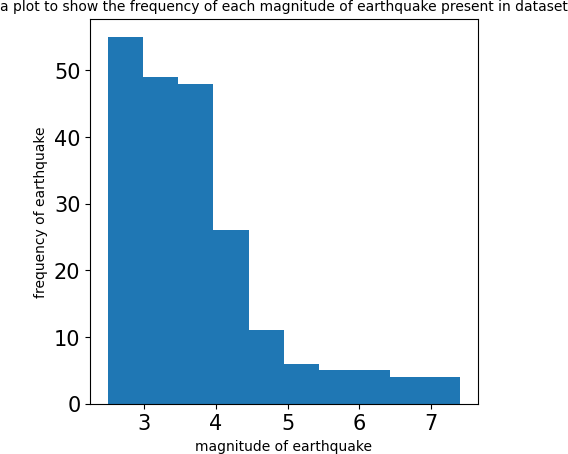 a plot to show the frequency of each magnitude of earthquake present in dataset
50
40
30
20
10
0
frequency of earthquake
3 4 5 6 7
magnitude of earthquake